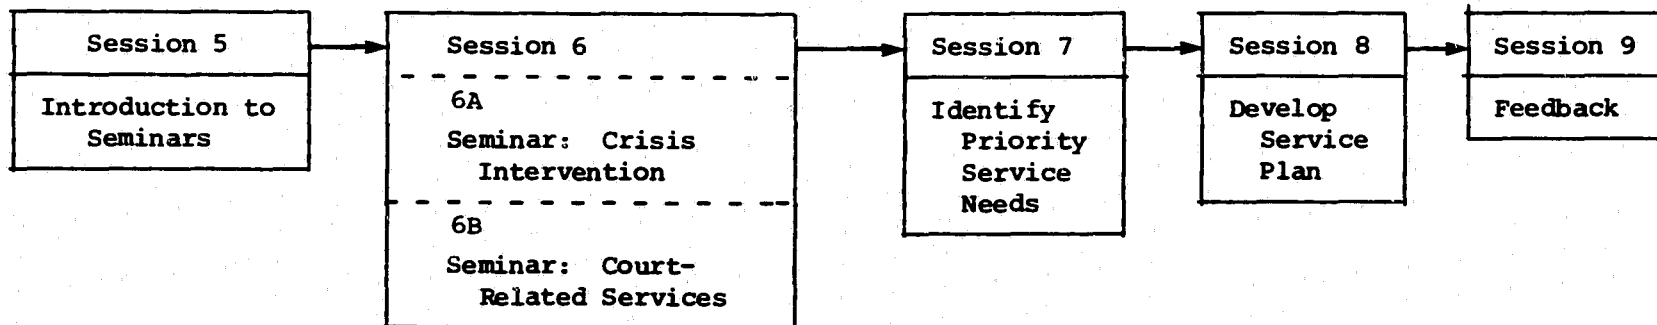 Session 5
Introduction to
Seminars
Session 6
6A
Seminar: Crisis
Intervention
6B
Seminar: Court-
Related Services
Session 7
Identify
Priority
Service
Needs
Session 8
Develop
Service
Plan
Session 9
Feedback